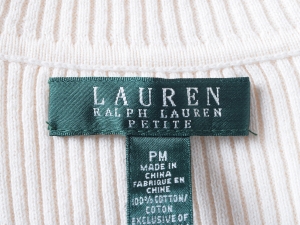 LAUREN
RALPH LAUREN
PETITE
PM
MADE IN
CHINA
FABRIQUE EN
CHINE
100% COTTON/
COTON
EXCLUSIVE OF